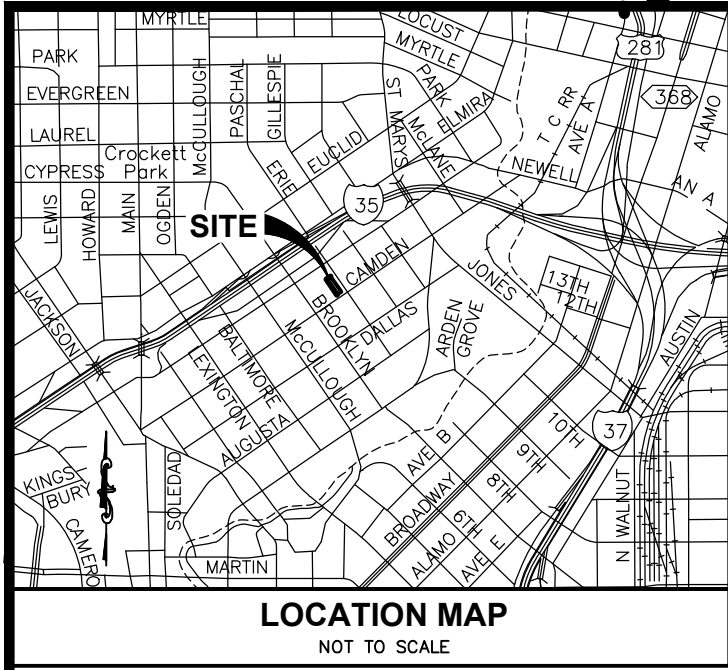 MYRTLE
LOCUST
MYRTLE
PARK
281
PARK
EVERGREEN
McCULLOUGH
PASCHAL
GILLESPIE
ST MARYS
ELMIRA
T C RR
AVE A
368
ALAMO
LAUREL
EUCLID
McLANE
CYPRESS
Crockett
Park
ERIE
NEWELL
AN A
LEWIS
HOWARD
MAIN
OGDEN
35
SITE
CAMDEN
JONES
13TH
12TH
JACKSON
BROOKLYN
DALLAS
ARDEN
GROVE
AUSTIN
BALTIMORE
McCULLOUGH
LEXINGTON
AUGUSTA
10TH
37
9TH
AVE B
8TH
KINGS-
BURY
SOLEDAD
BROADWAY
6TH
N WALNUT
CAMERO
MARTIN
ALAMO
AVE E
LOCATION MAP
NOT TO SCALE